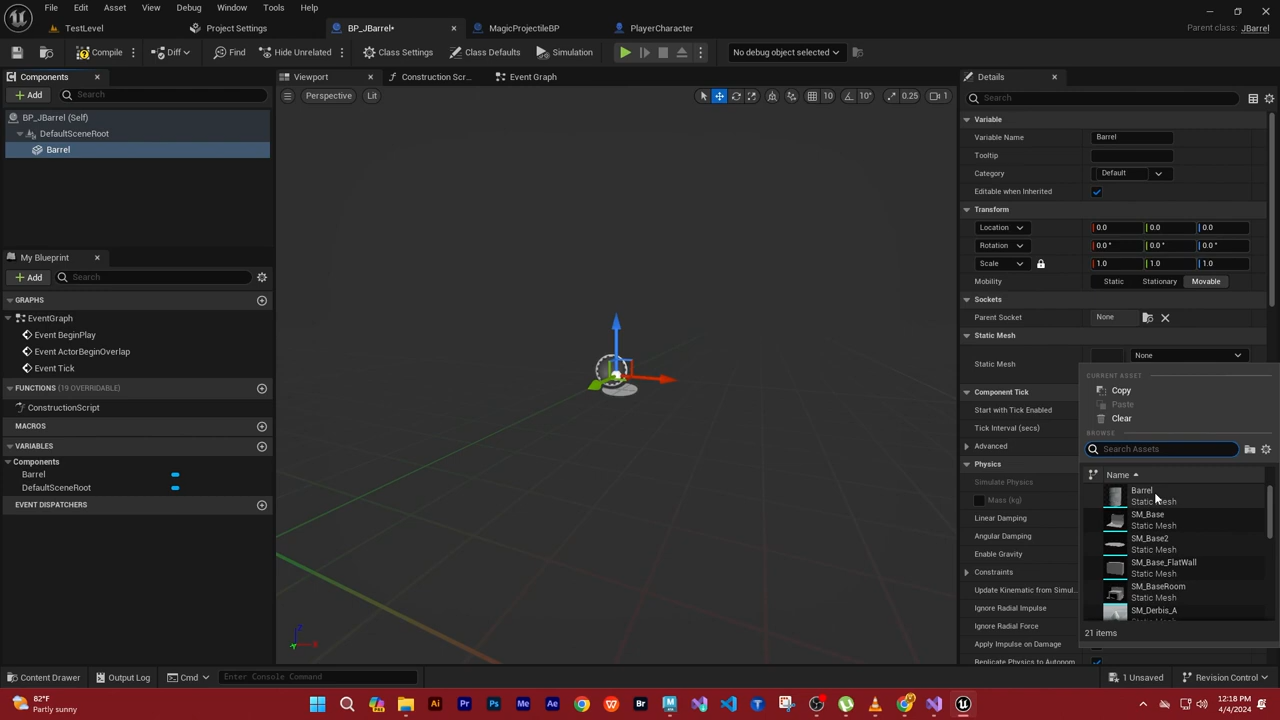 File Edit Asset View Debug Window Tools Help
TestLevel Project Settings BP_JBarrel* MagicProjectileBP PlayerCharacter Parent class: JBarrel
Compile Diff Find Hide Unrelated Class Settings Class Defaults Simulation No debug object selected
Components Viewport Construction Scr... Event Graph Details
+ Add Search Perspective Lit 10 10° 0.25 1 Search
BP_JBarrel (Self)
DefaultSceneRoot
Barrel
My Blueprint
+ Add Search
GRAPHS
EventGraph
Event BeginPlay
Event ActorBeginOverlap
Event Tick
FUNCTIONS (19 OVERRIDABLE)
ConstructionScript
MACROS
VARIABLES
Components
Barrel
DefaultSceneRoot
EVENT DISPATCHERS
Z
X
Y
Variable
Variable Name Barrel
Tooltip
Category Default
Editable when Inherited
Transform
Location 0.0 0.0 0.0
Rotation 0.0 ° 0.0 ° 0.0 °
Scale 1.0 1.0 1.0
Mobility Static Stationary Movable
Sockets
Parent Socket None
Static Mesh
Static Mesh None
Component Tick
Start with Tick Enabled
Tick Interval (secs)
Advanced
Physics
Simulate Physics
Mass (kg)
Linear Damping
Angular Damping
Enable Gravity
Constraints
Update Kinematic from Simul...
Ignore Radial Impulse
Ignore Radial Force
Apply Impulse on Damage
Replicate Physics to Autonom
CURRENT ASSET
Copy
Paste
Clear
BROWSE
Search Assets
Name
Barrel
Static Mesh
SM_Base
Static Mesh
SM_Base2
Static Mesh
SM_Base_FlatWall
Static Mesh
SM_BaseRoom
Static Mesh
SM_Derbis_A
21 items
Content Drawer Output Log Cmd Enter Console Command 1 Unsaved Revision Control
82°F
Partly sunny
12:18 PM
4/4/2024